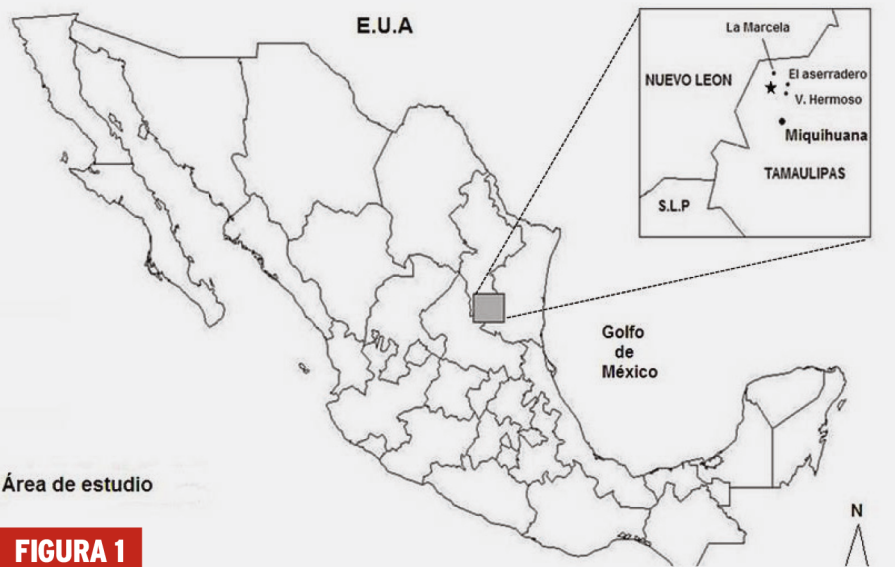 E.U.A
La Marcela
NUEVO LEON
El aserradero
V. Hermoso
Miquihuana
TAMAULIPAS
S.L.P
Golfo
de
México
Área de estudio
N
FIGURA 1